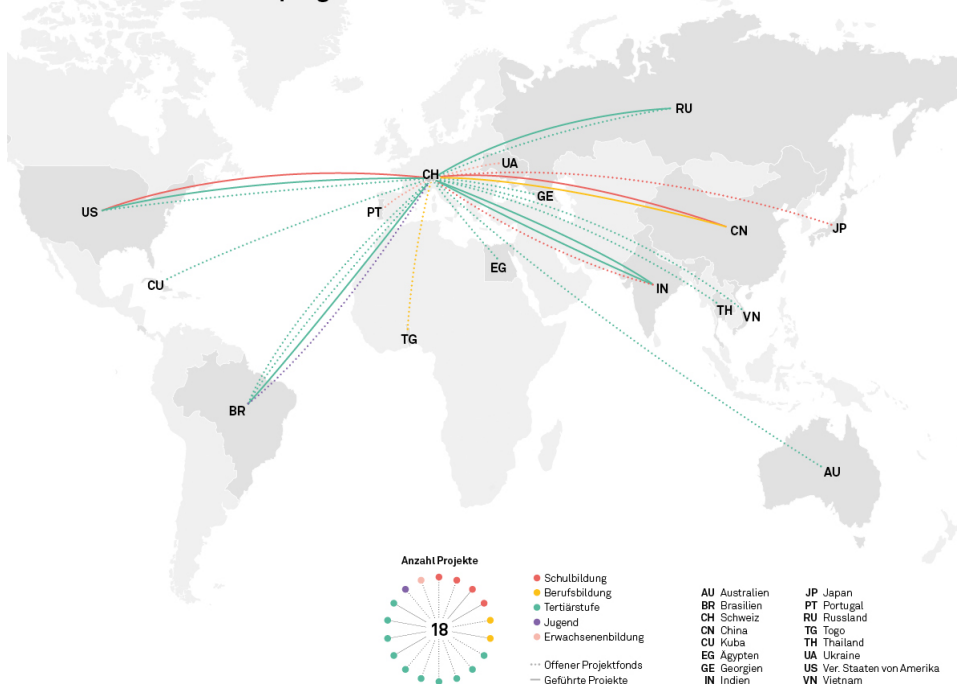 RU
UA
CH
GE
PT
US
JP
CN
EG
CU
IN
TH
VN
TG
BR
AU
Anzahl Projekte
18
Schulbildung
Berufsbildung
Tertiärstufe
Jugend
Erwachsenenbildung
Offener Projektfonds
Geführte Projekte
AU Australien
BR Brasilien
CH Schweiz
CN China
CU Kuba
EG Ägypten
GE Georgien
IN Indien
JP Japan
PT Portugal
RU Russland
TG Togo
TH Thailand
UA Ukraine
US Ver. Staaten von Amerika
VN Vietnam